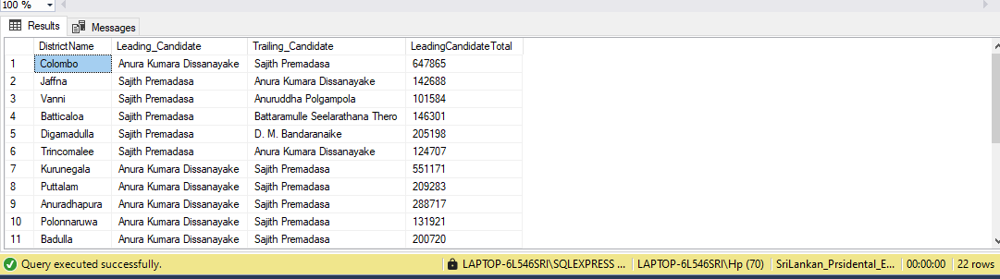 100 %
Results Messages
DistrictName Leading_Candidate Trailing_Candidate LeadingCandidateTotal
1 Colombo Anura Kumara Dissanayake Sajith Premadasa 647865
2 Jaffna Sajith Premadasa Anura Kumara Dissanayake 142688
3 Vanni Sajith Premadasa Anuruddha Polgampola 101584
4 Batticaloa Sajith Premadasa Battaramulle Seelarathana Thero 146301
5 Digamadulla Sajith Premadasa D. M. Bandaranaike 205198
6 Trincomalee Sajith Premadasa Anura Kumara Dissanayake 124707
7 Kurunegala Anura Kumara Dissanayake Sajith Premadasa 551171
8 Puttalam Anura Kumara Dissanayake Sajith Premadasa 209283
9 Anuradhapura Anura Kumara Dissanayake Sajith Premadasa 288717
10 Polonnaruwa Anura Kumara Dissanayake Sajith Premadasa 131921
11 Badulla Anura Kumara Dissanayake Sajith Premadasa 200720
Query executed successfully. LAPTOP-6L546SRI\SQLEXPRESS ... LAPTOP-6L546SRI\Hp (70) SriLankan_Prsidental_E... 00:00:00 22 rows